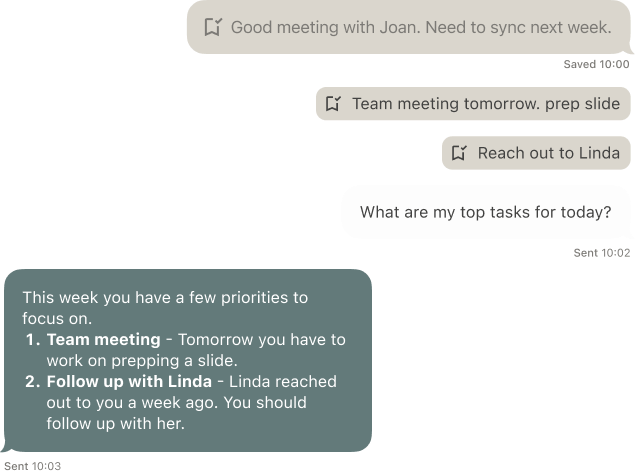 Good meeting with Joan. Need to sync next week.
Saved 10:00
Team meeting tomorrow. prep slide
Reach out to Linda
What are my top tasks for today?
Sent 10:02
This week you have a few priorities to
focus on.
1. Team meeting - Tomorrow you have to
work on prepping a slide.
2. Follow up with Linda - Linda reached
out to you a week ago. You should
follow up with her.
Sent 10:03